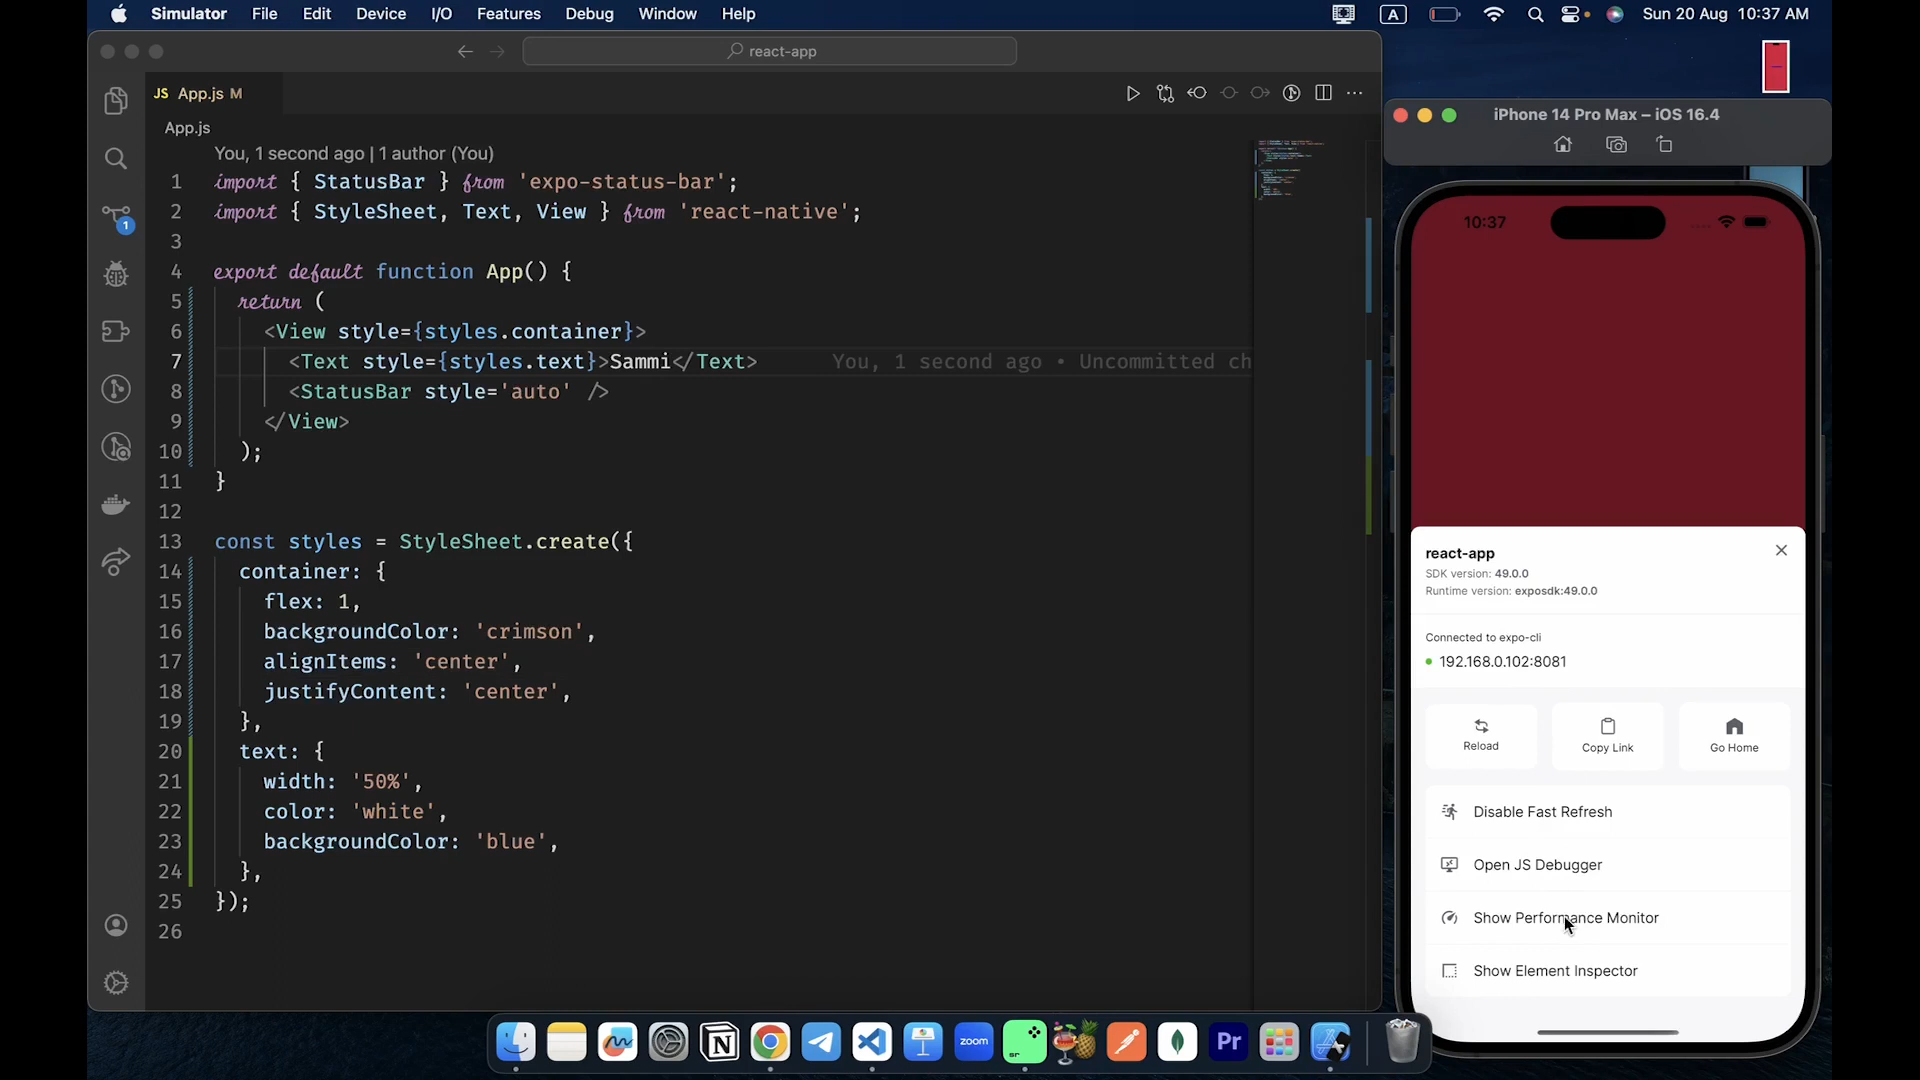 Simulator File Edit Device I/O Features Debug Window Help
A
Sun 20 Aug 10:37 AM
react-app
JS App.js M
App.js
You, 1 second ago | 1 author (You)
1 import { StatusBar } from 'expo-status-bar';
2 import { StyleSheet, Text, View } from 'react-native';
3
4 export default function App() {
5 return (
6 <View style={styles.container}>
7 <Text style={styles.text}>Sammi</Text> You, 1 second ago • Uncommitted ch
8 <StatusBar style='auto' />
9 </View>
10 );
11 }
12
13 const styles = StyleSheet.create({
14 container: {
15 flex: 1,
16 backgroundColor: 'crimson',
17 alignItems: 'center',
18 justifyContent: 'center',
19 },
20 text: {
21 width: '50%',
22 color: 'white',
23 backgroundColor: 'blue',
24 },
25 });
26
1
iPhone 14 Pro Max – iOS 16.4
10:37
react-app
SDK version: 49.0.0
Runtime version: exposdk:49.0.0
Connected to expo-cli
192.168.0.102:8081
Reload
Copy Link
Go Home
Disable Fast Refresh
Open JS Debugger
Show Performance Monitor
Show Element Inspector
zoom
sr
Pr